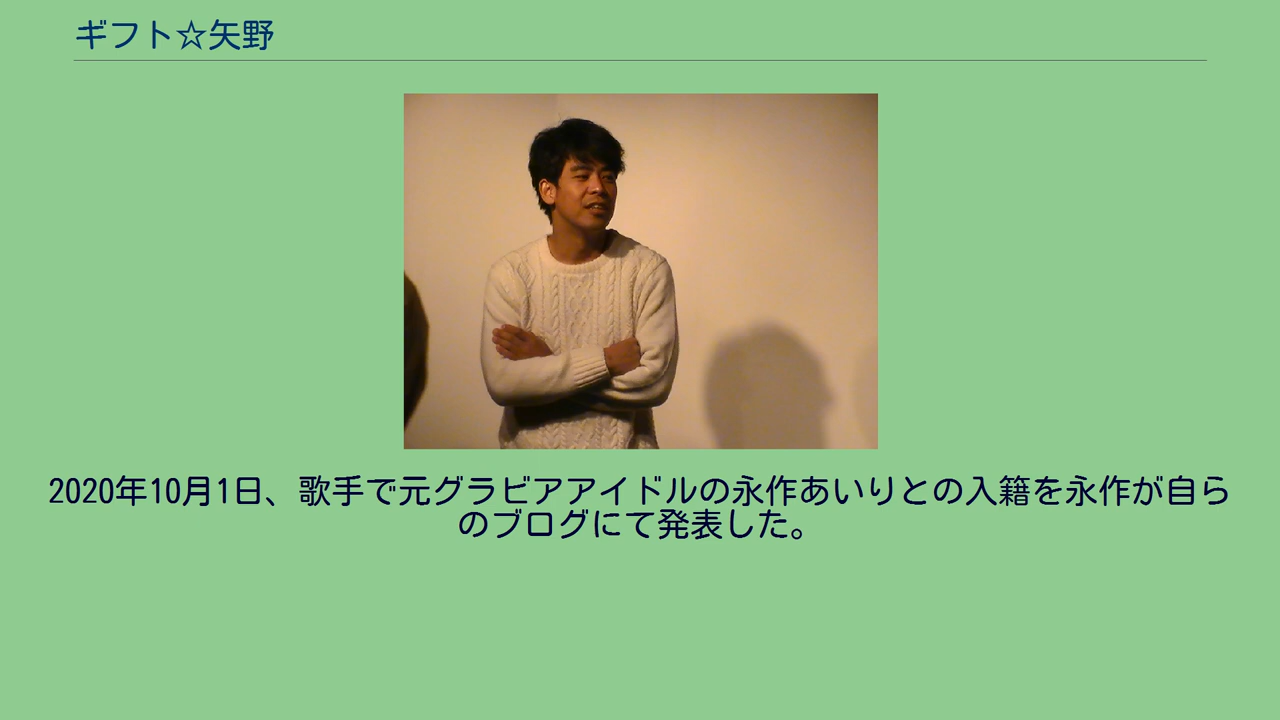 ギフト☆矢野
2020年10月1日、歌手で元グラビアアイドルの永作あいりとの入籍を永作が自ら
のブログにて発表した。